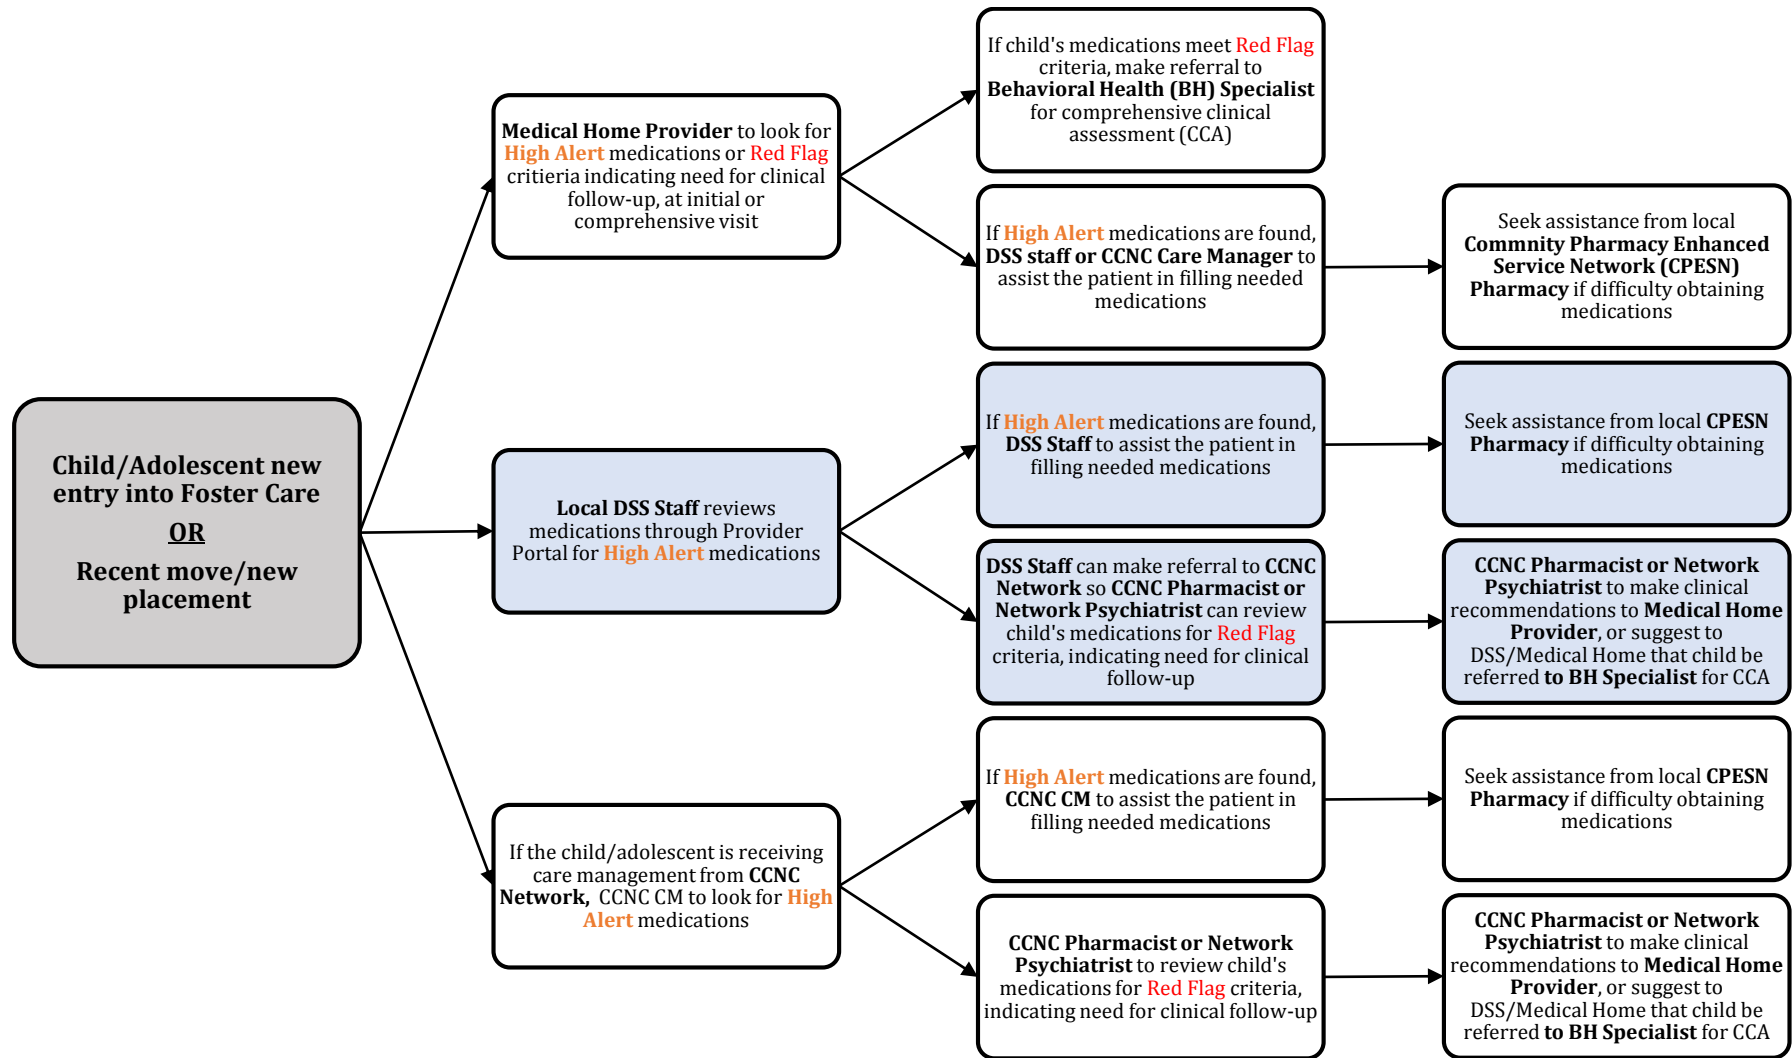 Child/Adolescent new
entry into Foster Care
OR
Recent move/new
placement
Medical Home Provider to look for
High Alert medications or Red Flag
critieria indicating need for clinical
follow-up, at initial or
comprehensive visit
If child's medications meet Red Flag
criteria, make referral to
Behavioral Health (BH) Specialist
for comprehensive clinical
assessment (CCA)
If High Alert medications are found,
DSS staff or CCNC Care Manager to
assist the patient in filling needed
medications
Seek assistance from local
Commnity Pharmacy Enhanced
Service Network (CPESN)
Pharmacy if difficulty obtaining
medications
Local DSS Staff reviews
medications through Provider
Portal for High Alert medications
If High Alert medications are found,
DSS Staff to assist the patient in
filling needed medications
Seek assistance from local CPESN
Pharmacy if difficulty obtaining
medications
DSS Staff can make referral to CCNC
Network so CCNC Pharmacist or
Network Psychiatrist can review
child's medications for Red Flag
criteria, indicating need for clinical
follow-up
CCNC Pharmacist or Network
Psychiatrist to make clinical
recommendations to Medical Home
Provider, or suggest to
DSS/Medical Home that child be
referred to BH Specialist for CCA
If the child/adolescent is receiving
care management from CCNC
Network, CCNC CM to look for High
Alert medications
If High Alert medications are found,
CCNC CM to assist the patient in
filling needed medications
Seek assistance from local CPESN
Pharmacy if difficulty obtaining
medications
CCNC Pharmacist or Network
Psychiatrist to review child's
medications for Red Flag criteria,
indicating need for clinical follow-up
CCNC Pharmacist or Network
Psychiatrist to make clinical
recommendations to Medical Home
Provider, or suggest to
DSS/Medical Home that child be
referred to BH Specialist for CCA